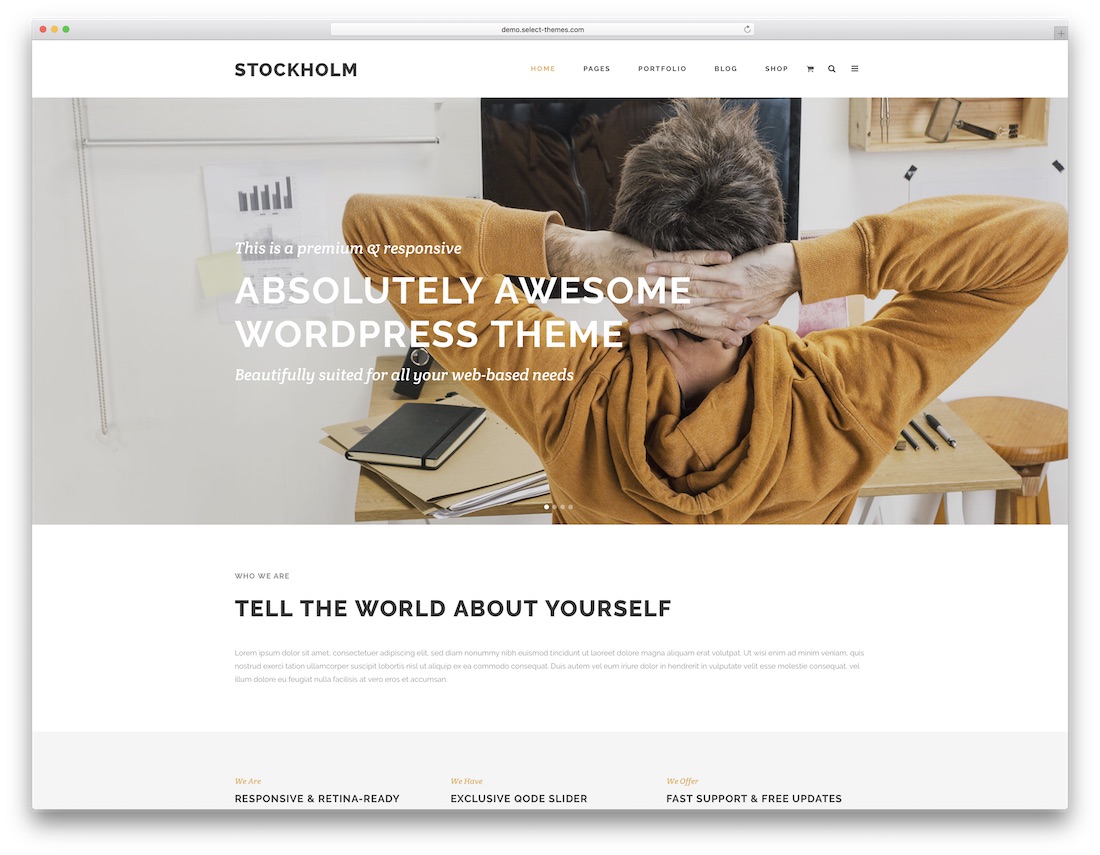 demo.select-themes.com
STOCKHOLM
HOME PAGES PORTFOLIO BLOG SHOP
This is a premium & responsive
ABSOLUTELY AWESOME
WORDPRESS THEME
Beautifully suited for all your web-based needs
WHO WE ARE
TELL THE WORLD ABOUT YOURSELF
Lorem ipsum dolor sit amet, consectetuer adipiscing elit, sed diam nonummy nibh euismod tincidunt ut laoreet dolore magna aliquam erat volutpat. Ut wisi enim ad minim veniam, quis
nostrud exerci tation ullamcorper suscipit lobortis nisl ut aliquip ex ea commodo consequat. Duis autem vel eum iriure dolor in hendrerit in vulputate velit esse molestie consequat, vel
illum dolore eu feugiat nulla facilisis at vero eros et accumsan.
We Are We Have We Offer
RESPONSIVE & RETINA-READY EXCLUSIVE QODE SLIDER FAST SUPPORT & FREE UPDATES